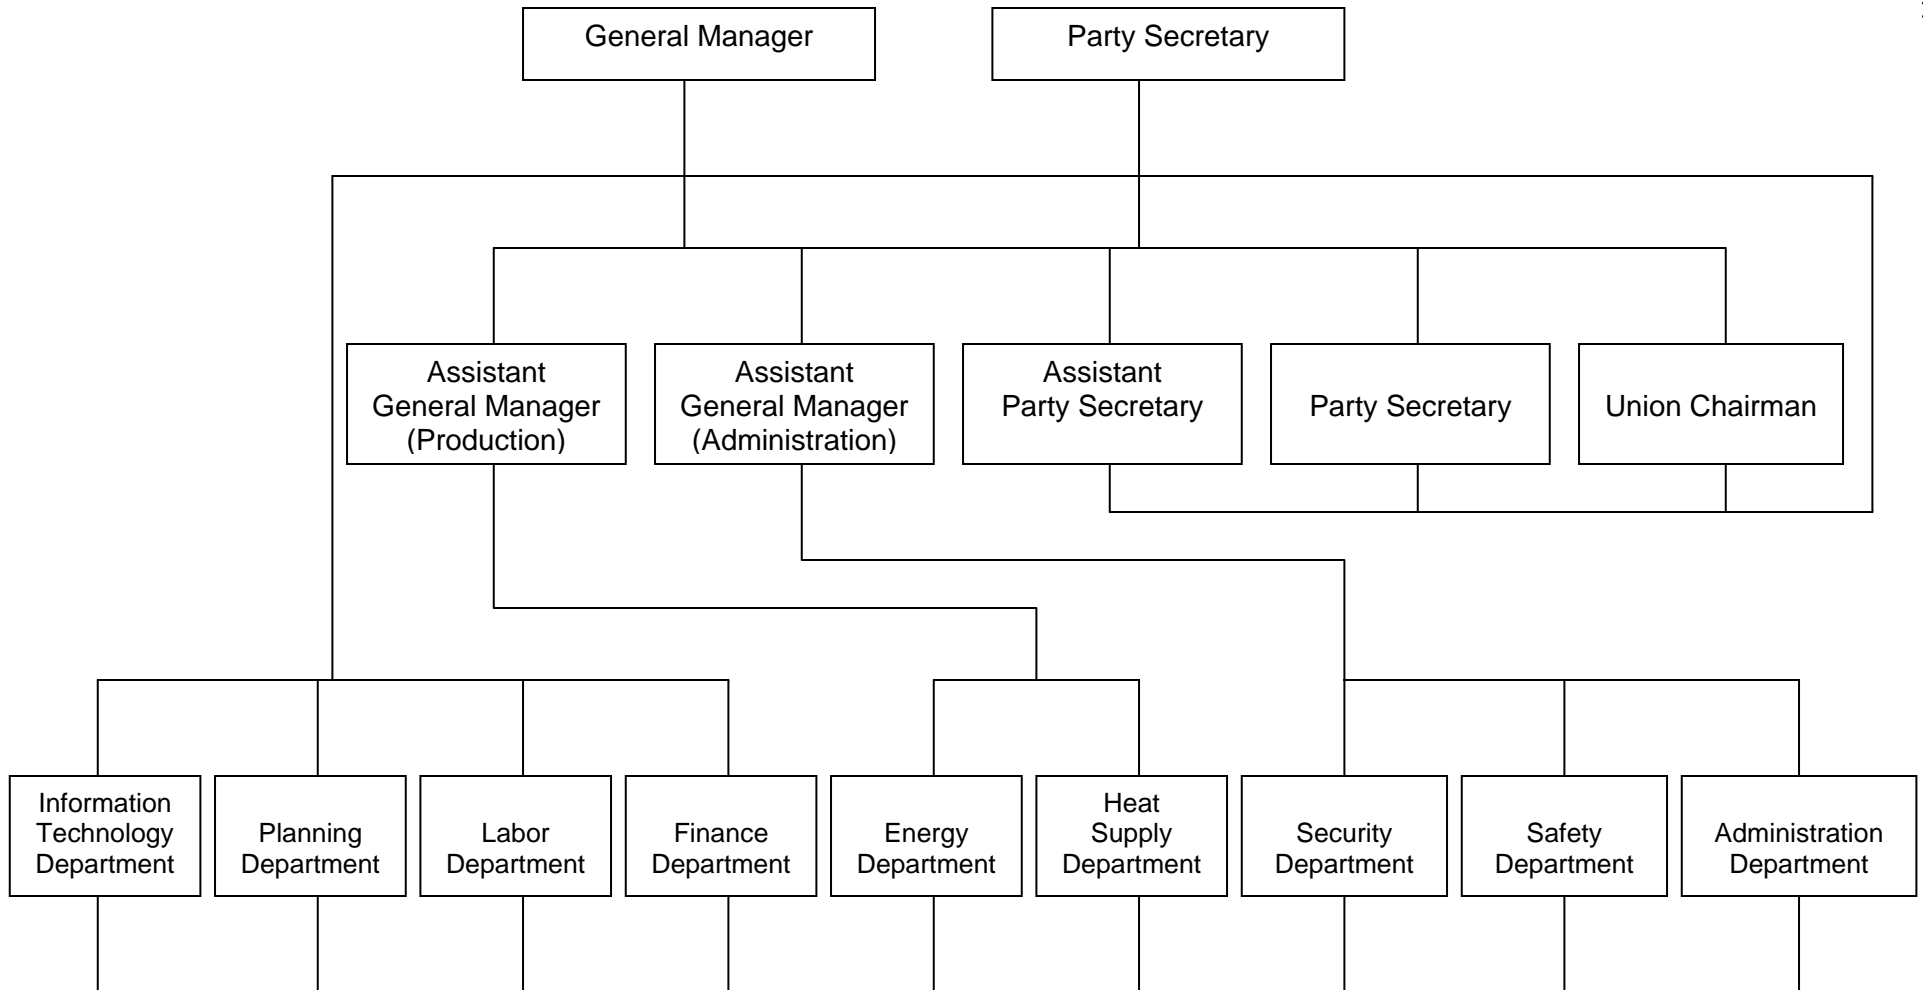 General Manager
Party Secretary
Assistant
General Manager
(Production)
Assistant
General Manager
(Administration)
Assistant
Party Secretary
Party Secretary
Union Chairman
Information
Technology
Department
Planning
Department
Labor
Department
Finance
Department
Energy
Department
Heat
Supply
Department
Security
Department
Safety
Department
Administration
Department